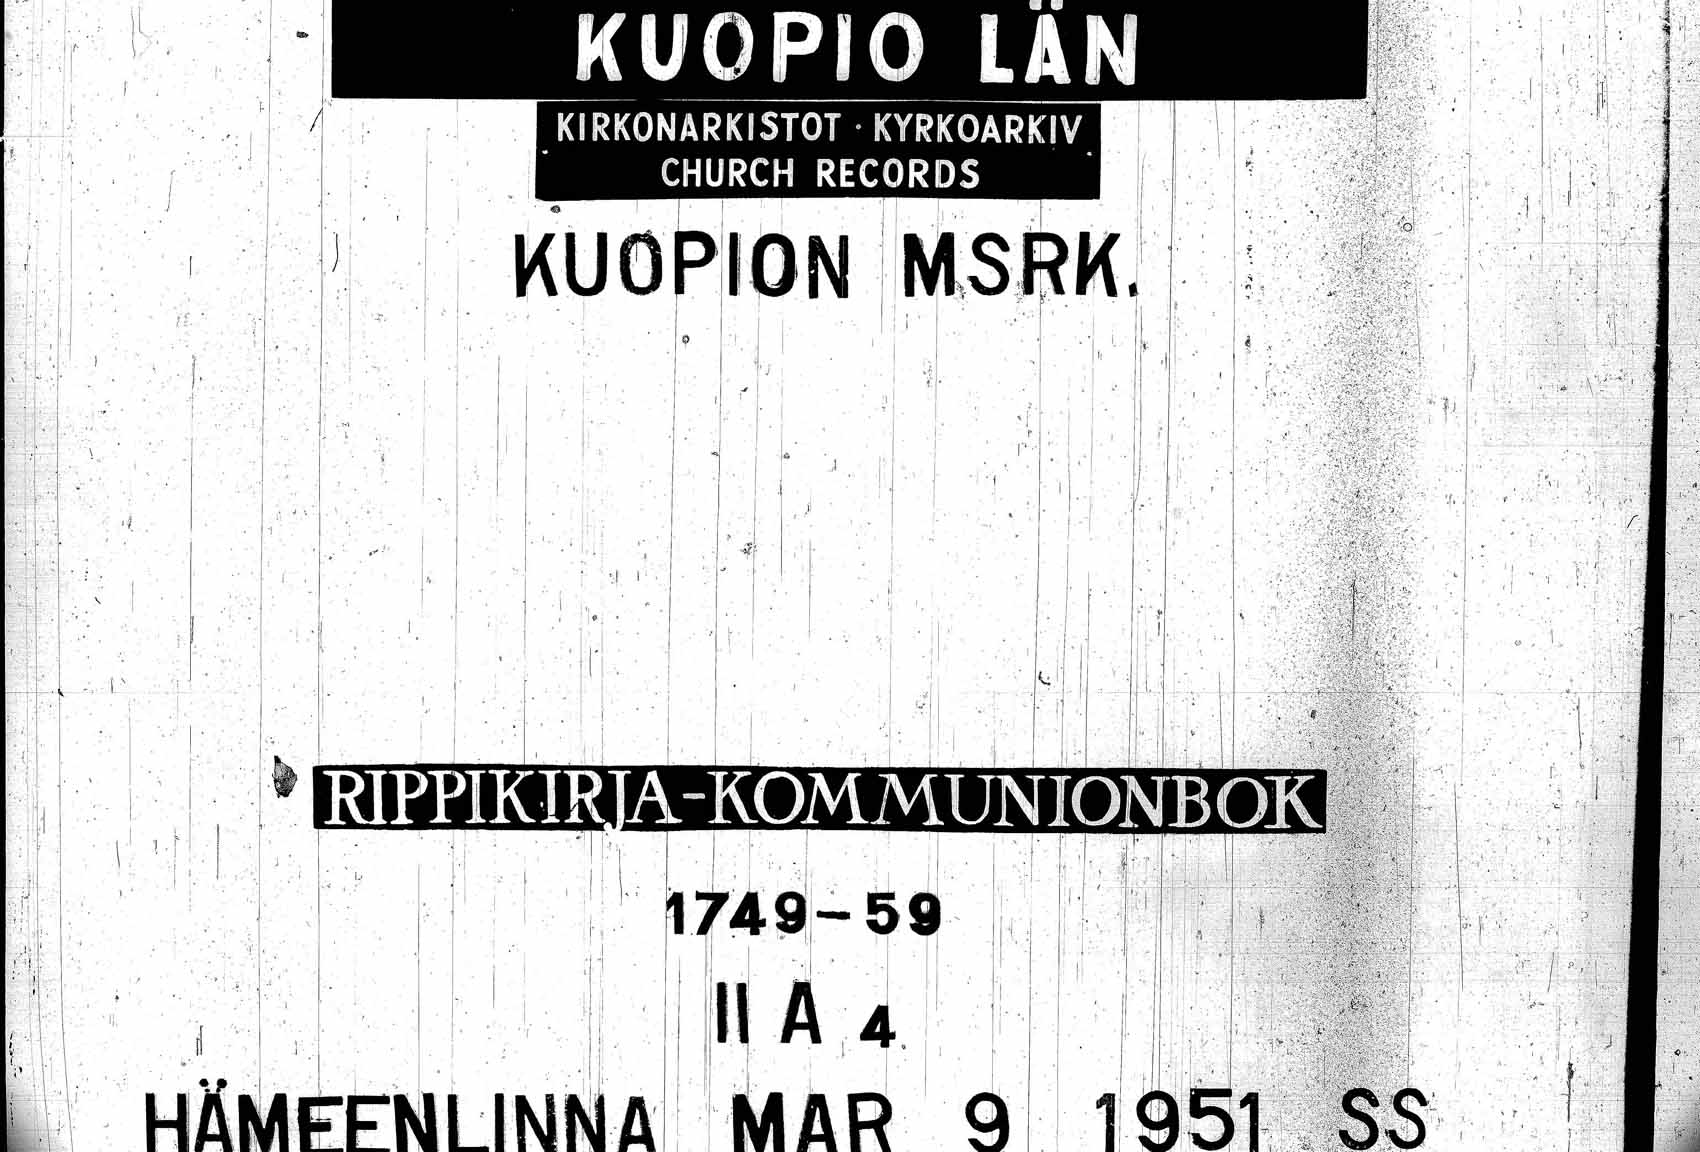 KUOPIO LÄN
KIRKONARKISTOT · KYRKOARKIV
CHURCH RECORDS
KUOPION MSRK.
RIPPIKIRJA-KOMMUNIONBOK
1749-59
II A 4
HÄMEENLINNA MAR 9 1951 SS